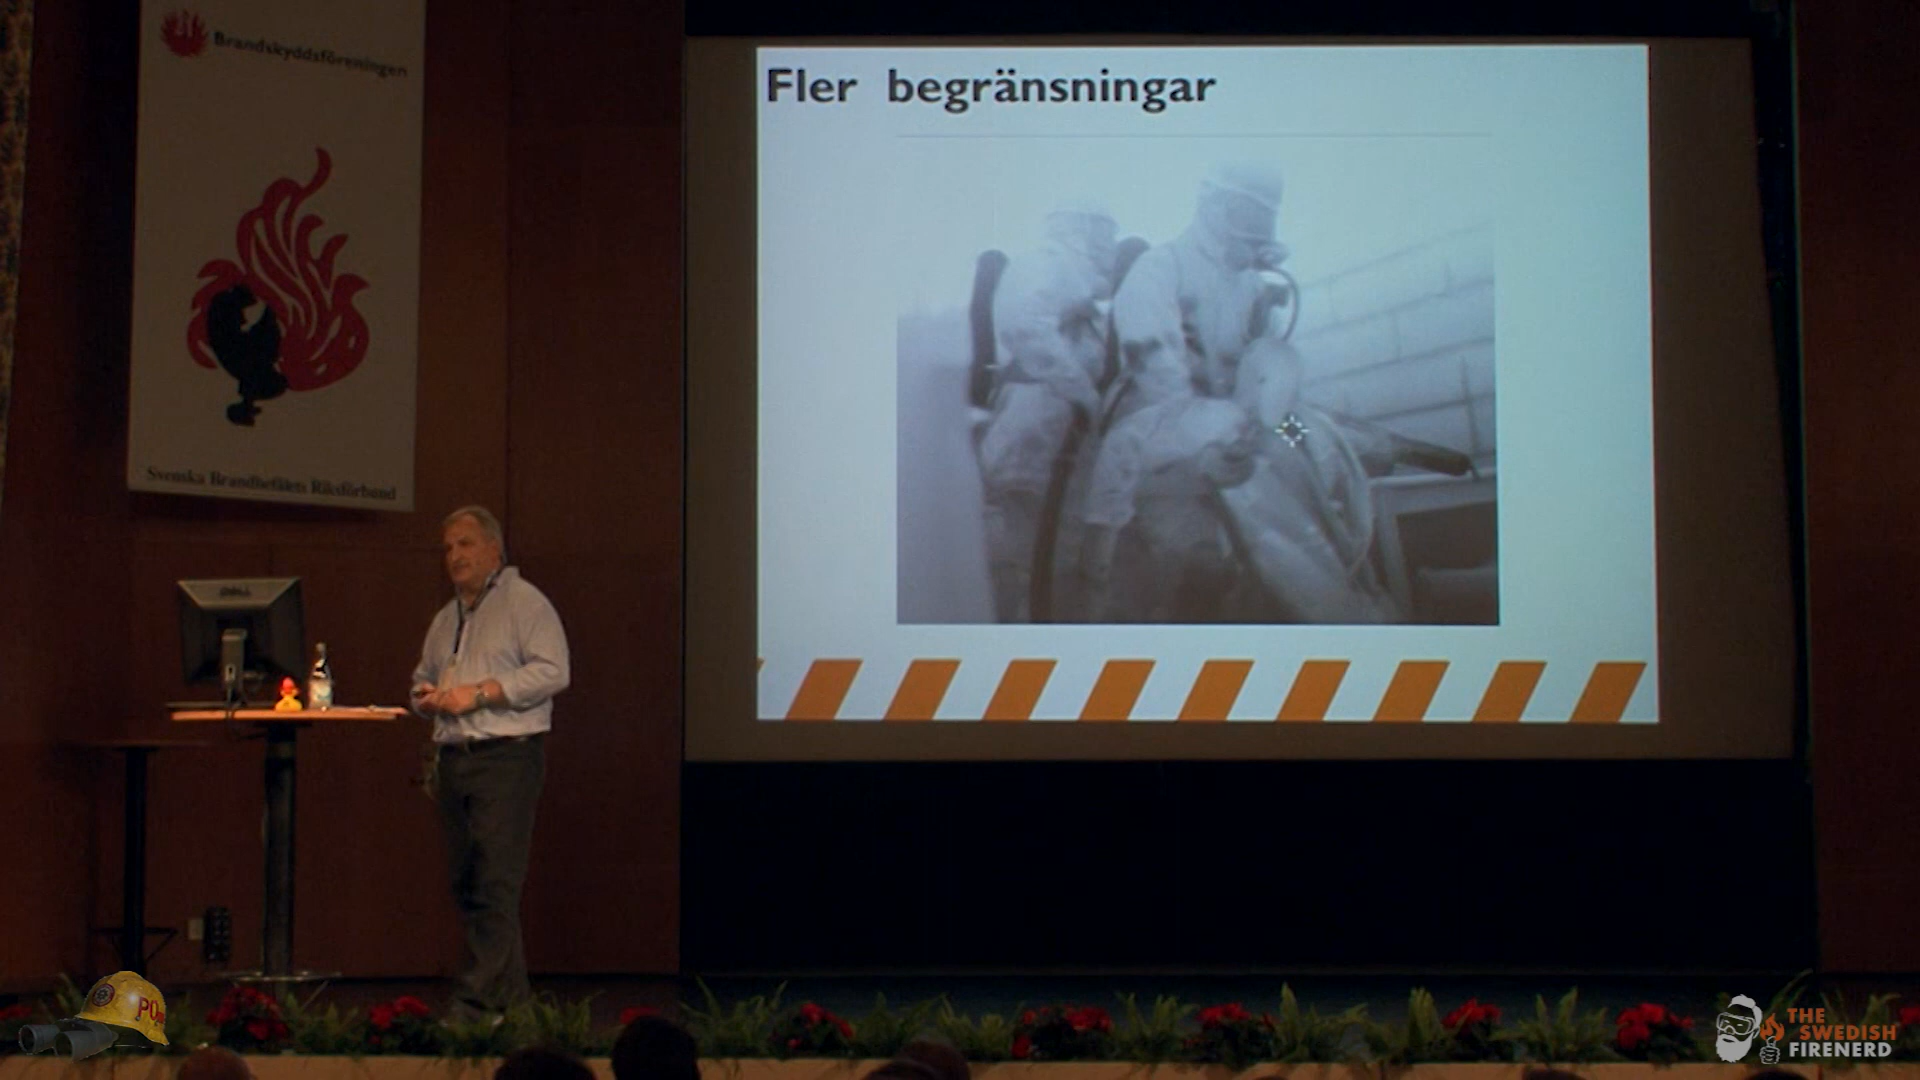 Brandskyddsföreningen
Svenska Brandbefälets Riksförbund
Fler begränsningar
DELL
THE
SWEDISH
FIRENERD